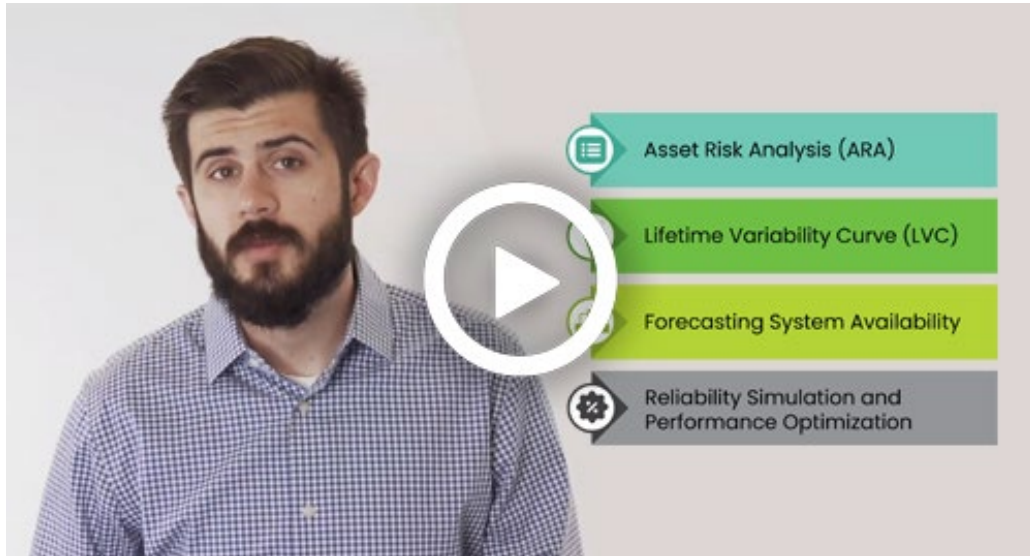 Asset Risk Analysis (ARA)
Lifetime Variability Curve (LVC)
Forecasting System Availability
Reliability Simulation and
Performance Optimization